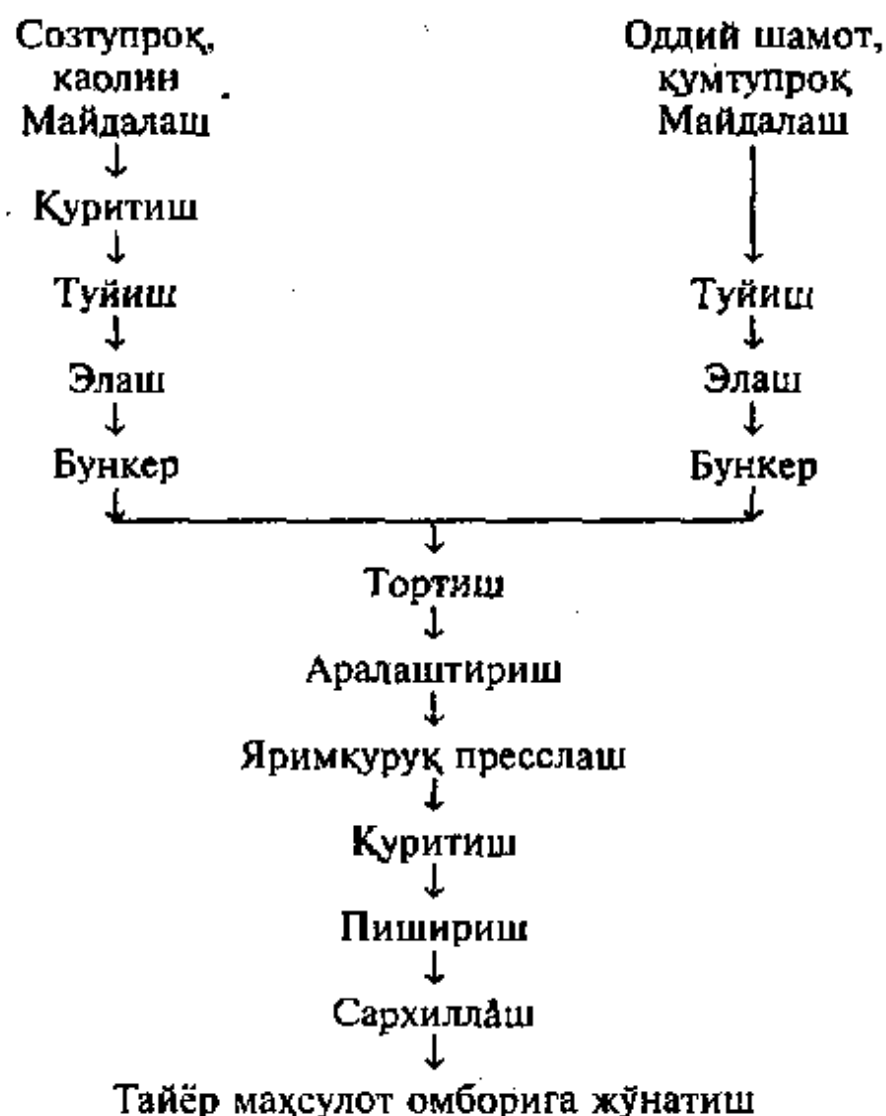 Созтупроқ,
каолин
Майдалаш
Қуритиш
Туйиш
Элаш
Бункер
Оддий шамот,
қумтупроқ
Майдалаш
Туйиш
Элаш
Бункер
Тортиш
Аралаштириш
Яримқуруқ пресслаш
Қуритиш
Пишириш
Сархиллаш
Тайёр маҳсулот омборига жўнатиш